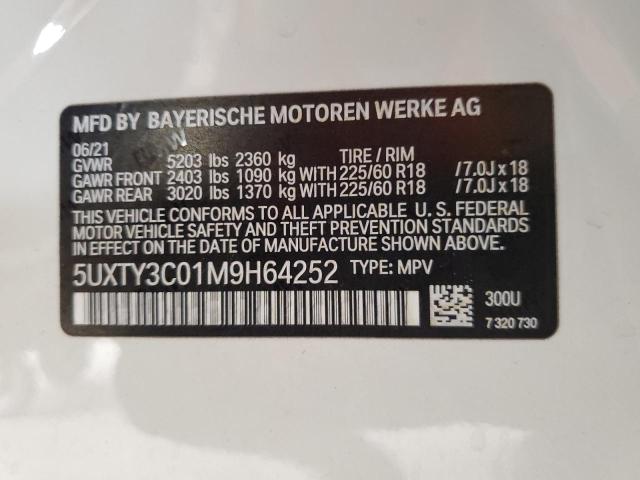 MFD BY BAYERISCHE MOTOREN WERKE AG
06/21
GVWR 5203 lbs 2360 kg TIRE / RIM
GAWR FRONT 2403 lbs 1090 kg WITH 225/60 R18 / 7.0J x 18
GAWR REAR 3020 lbs 1370 kg WITH 225/60 R18 / 7.0J x 18
THIS VEHICLE CONFORMS TO ALL APPLICABLE U. S. FEDERAL
MOTOR VEHICLE SAFETY AND THEFT PREVENTION STANDARDS
IN EFFECT ON THE DATE OF MANUFACTURE SHOWN ABOVE.
5UXTY3C01M9H64252 TYPE: MPV
300U
7 320 730